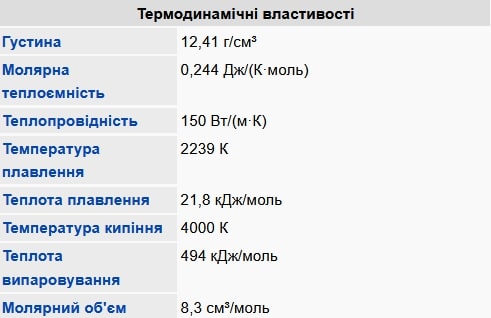 Термодинамічні властивості
Густина 12,41 г/см³
Молярна 0,244 Дж/(К·моль)
теплоємність
Теплопровідність 150 Вт/(м·К)
Температура 2239 К
плавлення
Теплота плавлення 21,8 кДж/моль
Температура кипіння 4000 К
Теплота 494 кДж/моль
випаровування
Молярний об'єм 8,3 см³/моль